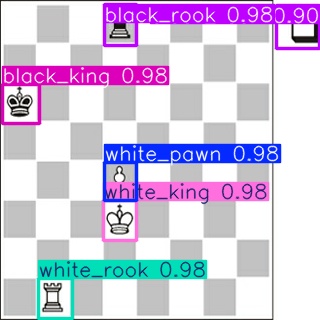 black_rook 0.98
0.90
black_king 0.98
white_pawn 0.98
white_king 0.98
white_rook 0.98